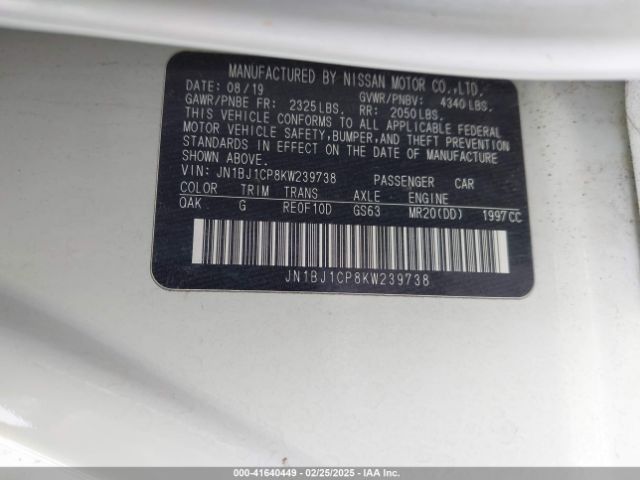 MANUFACTURED BY NISSAN MOTOR CO.,LTD.
DATE: 08/19 GVWR/PNBV: 4340 LBS.
GAWR/PNBE FR: 2325 LBS. RR: 2050 LBS.
THIS VEHICLE CONFORMS TO ALL APPLICABLE FEDERAL
MOTOR VEHICLE SAFETY, BUMPER, AND THEFT PREVENTION
STANDARDS IN EFFECT ON THE DATE OF MANUFACTURE
SHOWN ABOVE.
VIN: JN1BJ1CP8KW239738 PASSENGER CAR
COLOR TRIM TRANS AXLE ENGINE
QAK G RE0F10D GS63 MR20(DD) 1997CC
JN1BJ1CP8KW239738
000-41640449 - 02/25/2025 - Copyright © IAA, LLC.